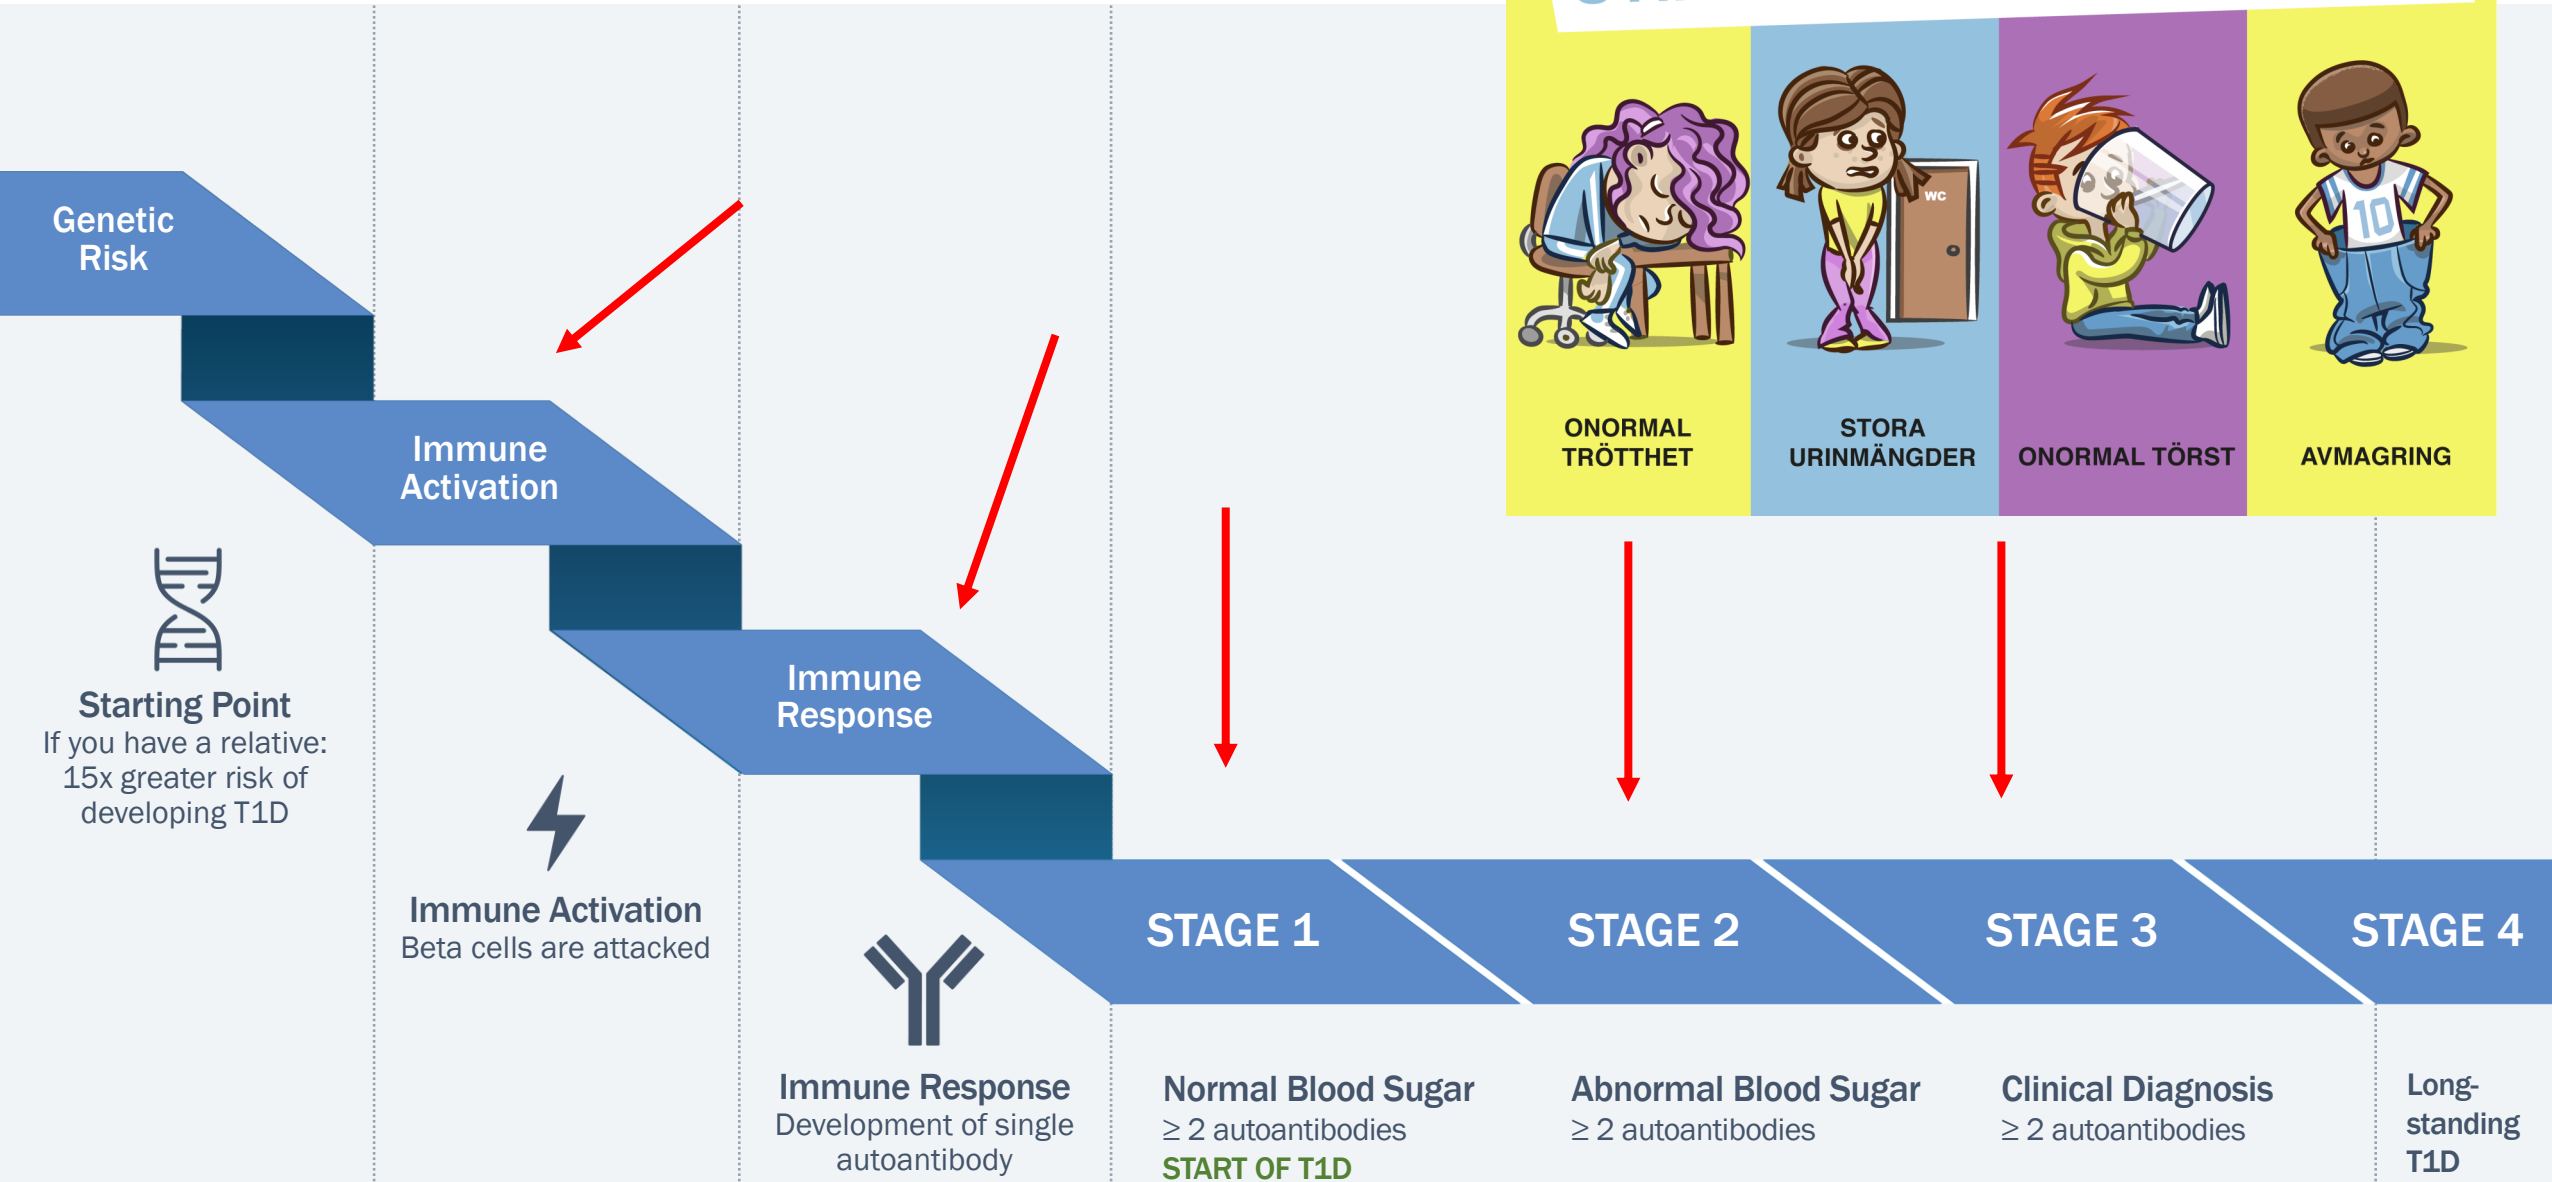 Genetic
Risk
Immune
Activation
Immune
Response
Starting Point
If you have a relative:
15x greater risk of
developing T1D
Immune Activation
Beta cells are attacked
Immune Response
Development of single
autoantibody
WC
10
ONORMAL
TRÖTTHET
STORA
URINMÄNGDER
ONORMAL TÖRST
AVMAGRING
STAGE 1
STAGE 2
STAGE 3
STAGE 4
Normal Blood Sugar
≥ 2 autoantibodies
START OF T1D
Abnormal Blood Sugar
≥ 2 autoantibodies
Clinical Diagnosis
≥ 2 autoantibodies
Long-
standing
T1D